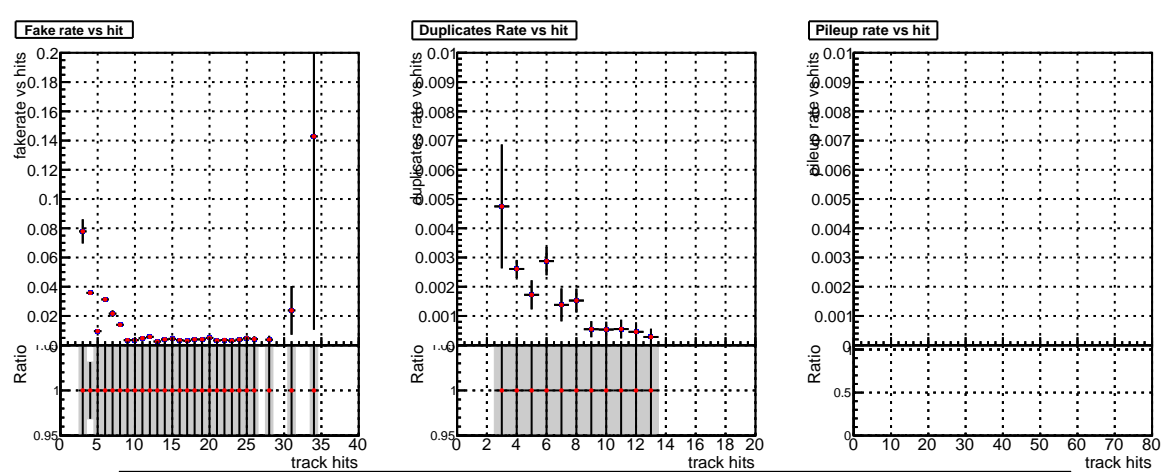 Fake rate vs hit
fakerate vs hits
0.2
0.18
0.16
0.14
0.12
0.1
0.08
0.06
0.04
0.02
Ratio
1
0.95
0 5 10 15 20 25 30 35 40
track hits
Duplicates Rate vs hit
duplicates rate vs hits
0.01
0.009
0.008
0.007
0.006
0.005
0.004
0.003
0.002
0.001
Ratio
1
0.95
0 2 4 6 8 10 12 14 16 18 20
track hits
Pileup rate vs hit
pileup rate vs hits
0.01
0.009
0.008
0.007
0.006
0.005
0.004
0.003
0.002
0.001
0
Ratio
1
0.5
0
0 10 20 30 40 50 60 70 80
track hits